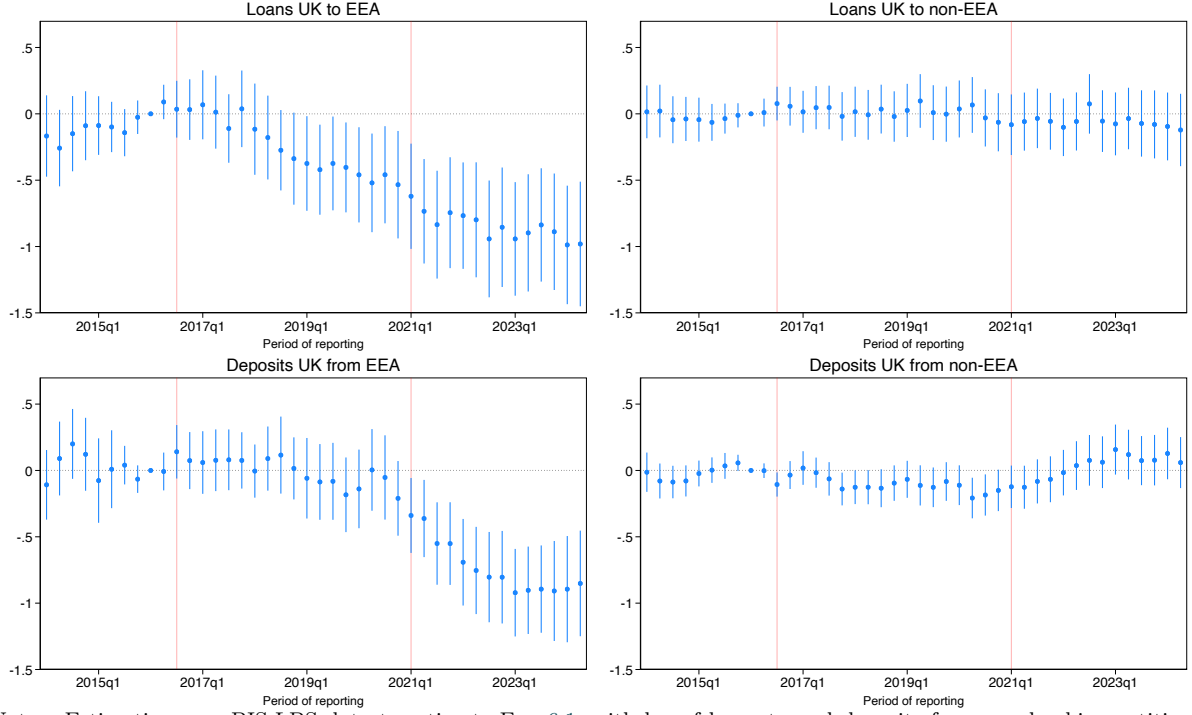 Loans UK to EEA
.5
0
-.5
-1
-1.5
2015q1 2017q1 2019q1 2021q1 2023q1
Period of reporting
Loans UK to non-EEA
.5
0
-.5
-1
-1.5
2015q1 2017q1 2019q1 2021q1 2023q1
Period of reporting
Deposits UK from EEA
.5
0
-.5
-1
-1.5
2015q1 2017q1 2019q1 2021q1 2023q1
Period of reporting
Deposits UK from non-EEA
.5
0
-.5
-1
-1.5
2015q1 2017q1 2019q1 2021q1 2023q1
Period of reporting